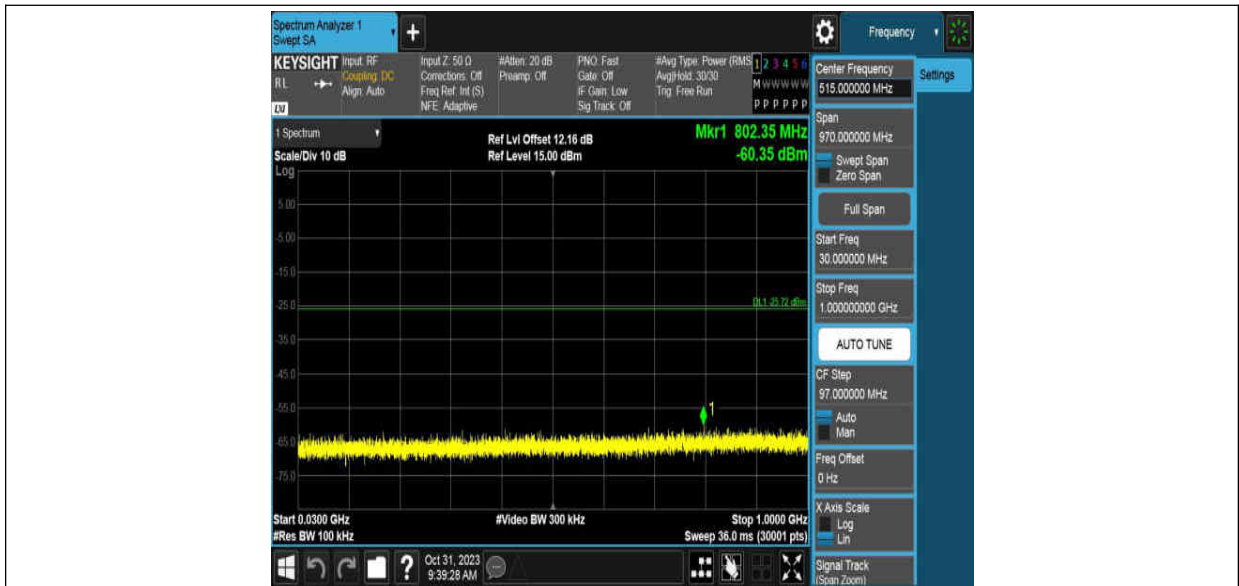 Spectrum Analyzer 1
Swept SA
Frequency
KEYSIGHT
RL
LXI
Input: RF
Coupling: DC
Align: Auto
Input Z: 50 Ω
Corrections: Off
Freq Ref: Int (S)
NFE: Adaptive
#Atten: 20 dB
Preamp: Off
PNO: Fast
Gate: Off
IF Gain: Low
Sig Track: Off
#Avg Type: Power (RMS
Avg|Hold: 30/30
Trig: Free Run
1 2 3 4 5 6
M W W W W W
P P P P P P
1 Spectrum
Scale/Div 10 dB
Log
Ref Lvl Offset 12.16 dB
Ref Level 15.00 dBm
Mkr1 802.35 MHz
-60.35 dBm
5.00
-5.00
-15.0
-25.0
DL1 -25.72 dBm
-35.0
-45.0
-55.0
1
-65.0
-75.0
Start 0.0300 GHz
#Res BW 100 kHz
#Video BW 300 kHz
Stop 1.0000 GHz
Sweep 36.0 ms (30001 pts)
?
Oct 31, 2023
9:39:28 AM
Center Frequency
515.000000 MHz
Settings
Span
970.000000 MHz
Swept Span
Zero Span
Full Span
Start Freq
30.000000 MHz
Stop Freq
1.000000000 GHz
AUTO TUNE
CF Step
97.000000 MHz
Auto
Man
Freq Offset
0 Hz
X Axis Scale
Log
Lin
Signal Track
(Span Zoom)